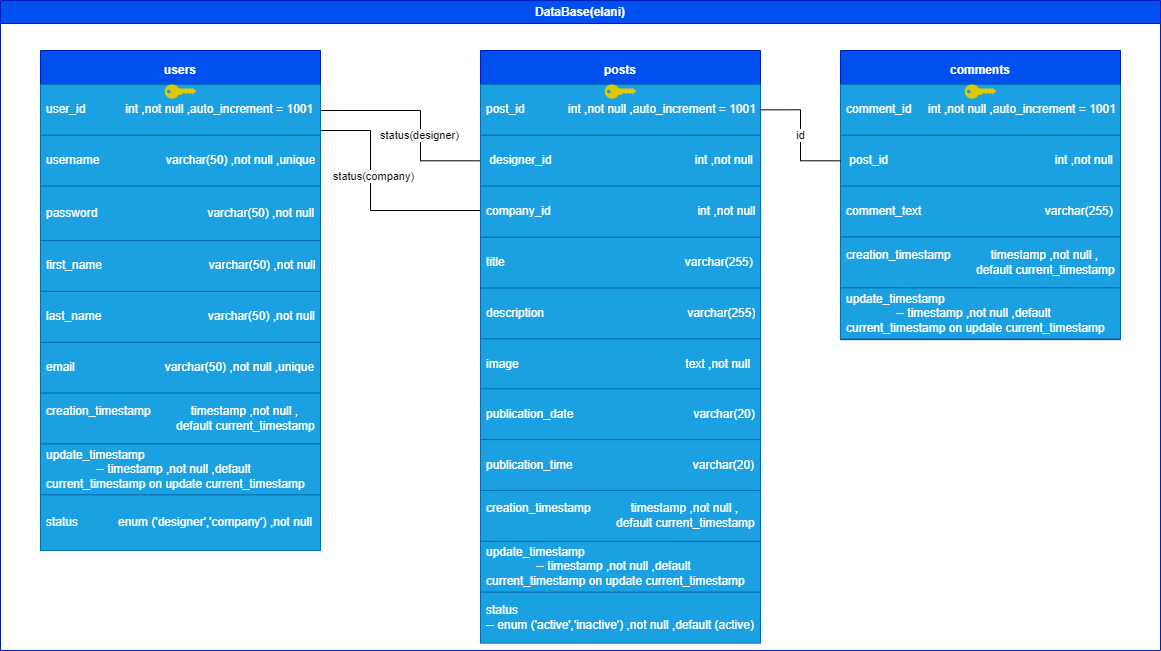 DataBase(elani)
users
user_id int ,not null ,auto_increment = 1001
username varchar(50) ,not null ,unique
password varchar(50) ,not null
first_name varchar(50) ,not null
last_name varchar(50) ,not null
email varchar(50) ,not null ,unique
creation_timestamp timestamp ,not null ,
default current_timestamp
update_timestamp
-- timestamp ,not null ,default
current_timestamp on update current_timestamp
status enum ('designer','company') ,not null
status(designer)
status(company)
posts
post_id int ,not null ,auto_increment = 1001
designer_id int ,not null
company_id int ,not null
title varchar(255)
description varchar(255)
image text ,not null
publication_date varchar(20)
publication_time varchar(20)
creation_timestamp timestamp ,not null ,
default current_timestamp
update_timestamp
-- timestamp ,not null ,default
current_timestamp on update current_timestamp
status
-- enum ('active','inactive') ,not null ,default (active)
id
comments
comment_id int ,not null ,auto_increment = 1001
post_id int ,not null
comment_text varchar(255)
creation_timestamp timestamp ,not null ,
default current_timestamp
update_timestamp
-- timestamp ,not null ,default
current_timestamp on update current_timestamp